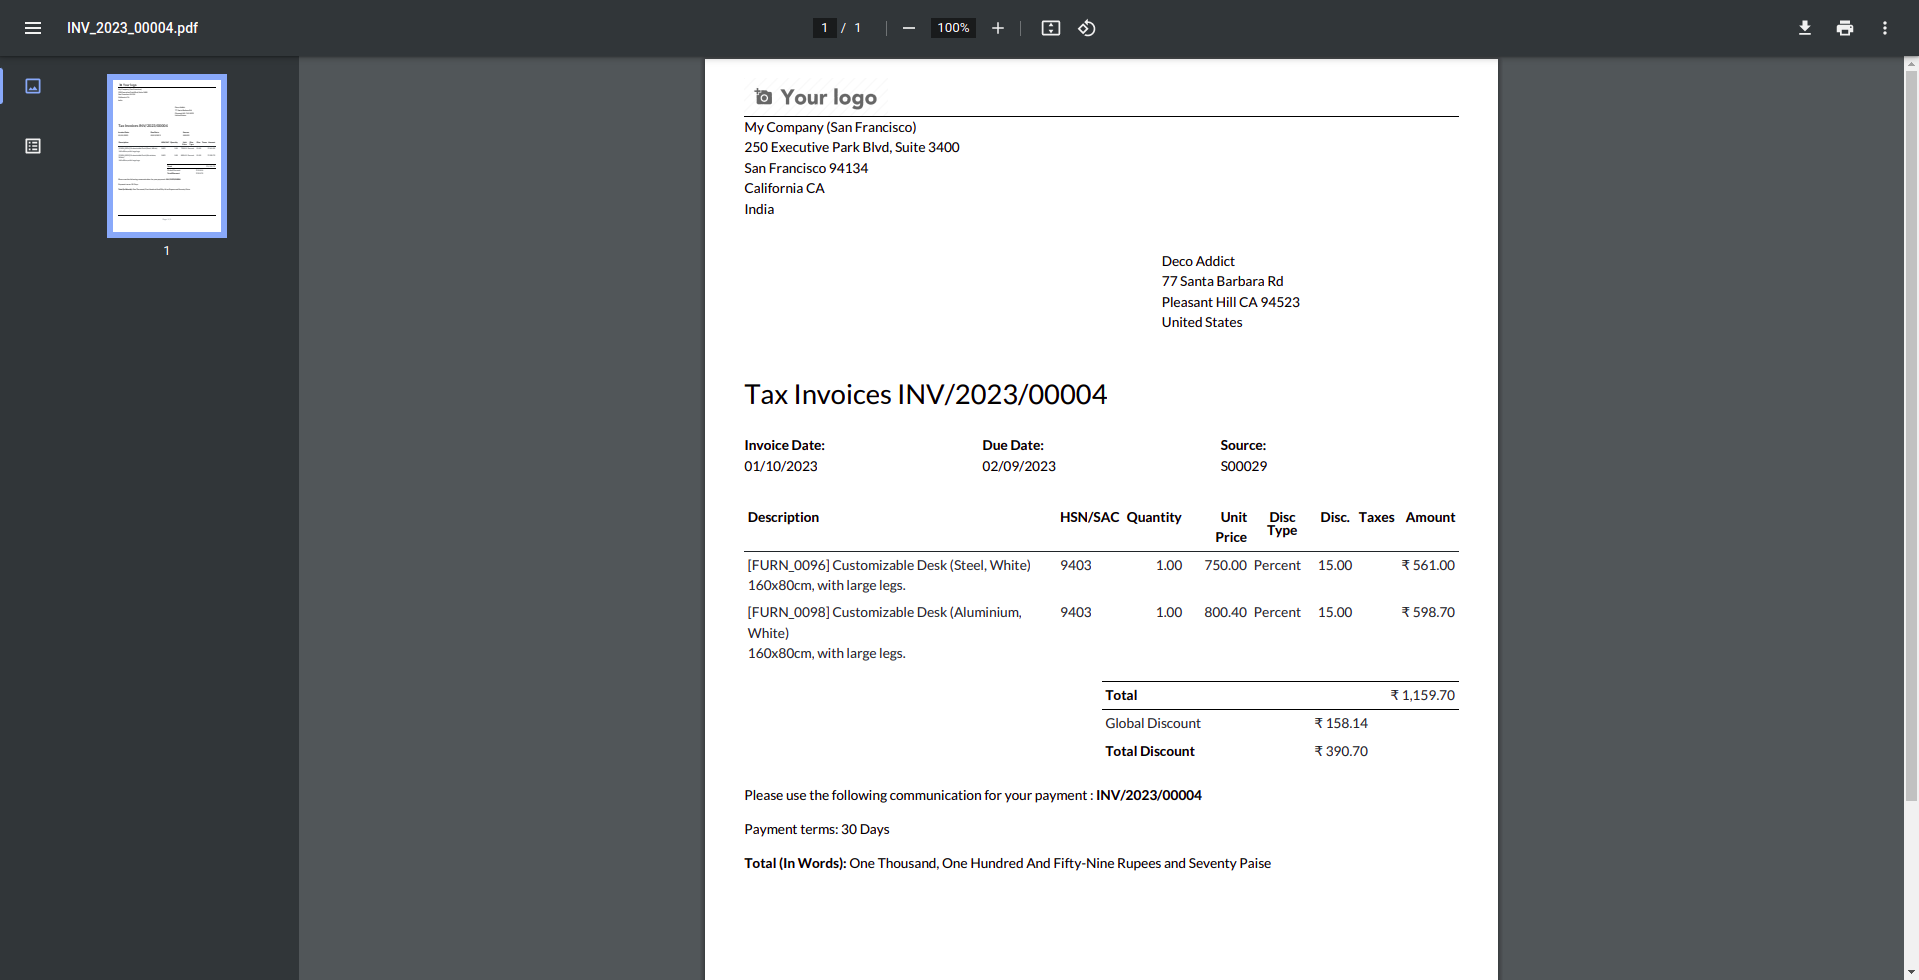 INV_2023_00004.pdf
1 / 1
100%
1
Your logo
My Company (San Francisco)
250 Executive Park Blvd, Suite 3400
San Francisco 94134
California CA
India
Deco Addict
77 Santa Barbara Rd
Pleasant Hill CA 94523
United States
Tax Invoices INV/2023/00004
Invoice Date: Due Date: Source:
01/10/2023 02/09/2023 S00029
Description HSN/SAC Quantity Unit Price Disc Type Disc. Taxes Amount
[FURN_0096] Customizable Desk (Steel, White) 9403 1.00 750.00 Percent 15.00 ₹ 561.00
160x80cm, with large legs.
[FURN_0098] Customizable Desk (Aluminium, 9403 1.00 800.40 Percent 15.00 ₹ 598.70
White)
160x80cm, with large legs.
Total ₹ 1,159.70
Global Discount ₹ 158.14
Total Discount ₹ 390.70
Please use the following communication for your payment : INV/2023/00004
Payment terms: 30 Days
Total (In Words): One Thousand, One Hundred And Fifty-Nine Rupees and Seventy Paise